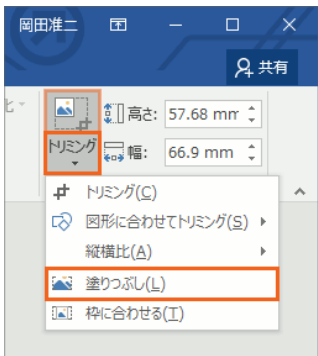 岡田准二
共有
高さ: 57.68 mm
トリミング 幅: 66.9 mm
トリミング(C)
図形に合わせてトリミング(S)
縦横比(A)
塗りつぶし(L)
枠に合わせる(T)